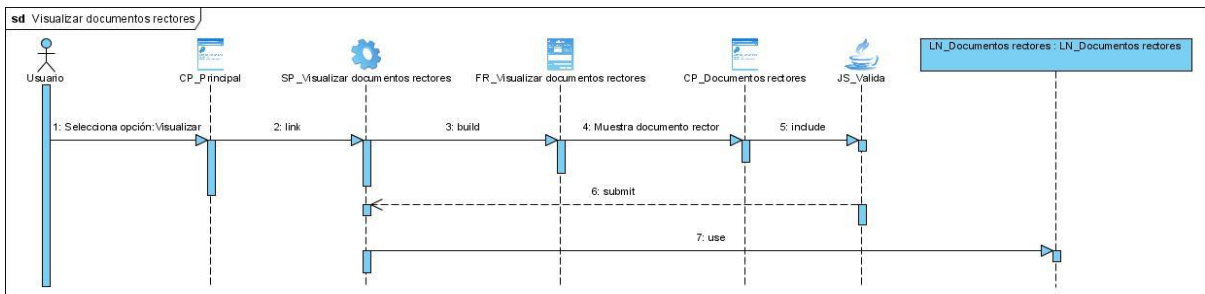 sd Visualizar documentos rectores
Usuario
CP_Principal
SP_Visualizar documentos rectores
FR_Visualizar documentos rectores
CP_Documentos rectores
JS_Valida
LN_Documentos rectores : LN_Documentos rectores
1: Selecciona opción:Visualizar
2: link
3: build
4: Muestra documento rector
5: include
6: submit
7: use